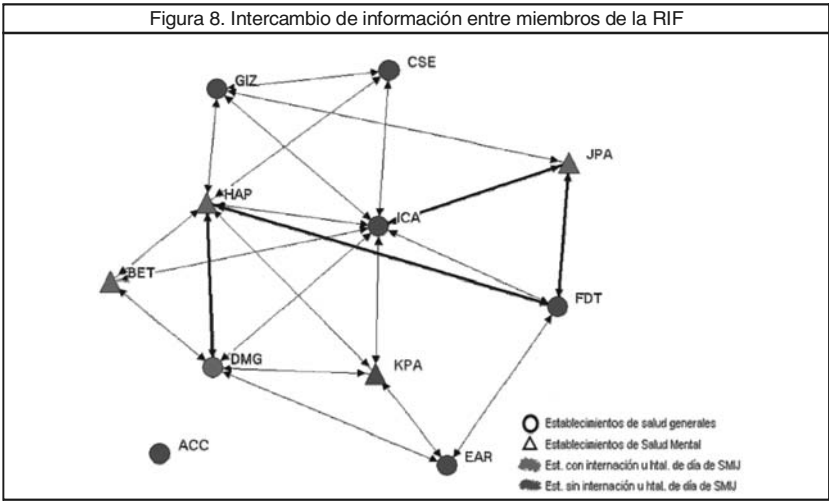 Figura 8. Intercambio de información entre miembros de la RIF
CSE
GIZ
JPA
HAP
ICA
BET
FDT
DMG
KPA
ACC
EAR
Establecimientos de salud generales
Establecimientos de Salud Mental
Est. con internación u htal. de día de SMIJ
Est. sin internación u htal. de día de SMIJ